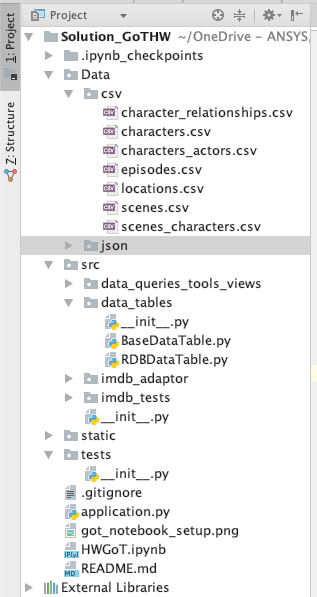 1: Project
Z: Structure
Project
Solution_GoTHW ~/OneDrive – ANSYS,
.ipynb_checkpoints
Data
csv
character_relationships.csv
characters.csv
characters_actors.csv
episodes.csv
locations.csv
scenes.csv
scenes_characters.csv
json
src
data_queries_tools_views
data_tables
__init__.py
BaseDataTable.py
RDBDataTable.py
imdb_adaptor
imdb_tests
__init__.py
static
tests
__init__.py
.gitignore
application.py
got_notebook_setup.png
HWGoT.ipynb
README.md
External Libraries